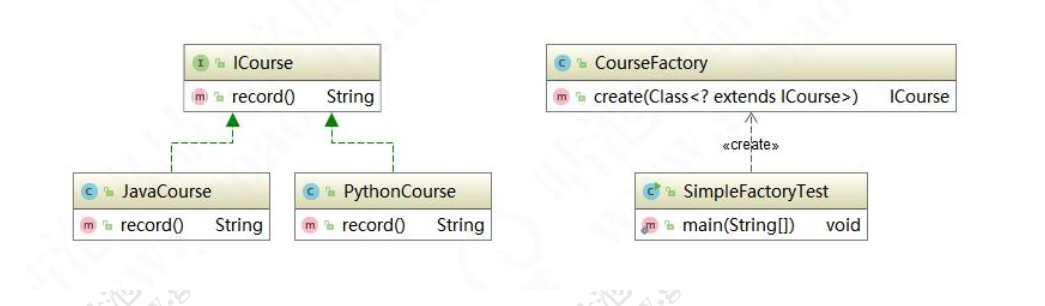 ICourse
record() String
CourseFactory
create(Class<? extends ICourse>) ICourse
«create»
JavaCourse
record() String
PythonCourse
record() String
SimpleFactoryTest
main(String[]) void